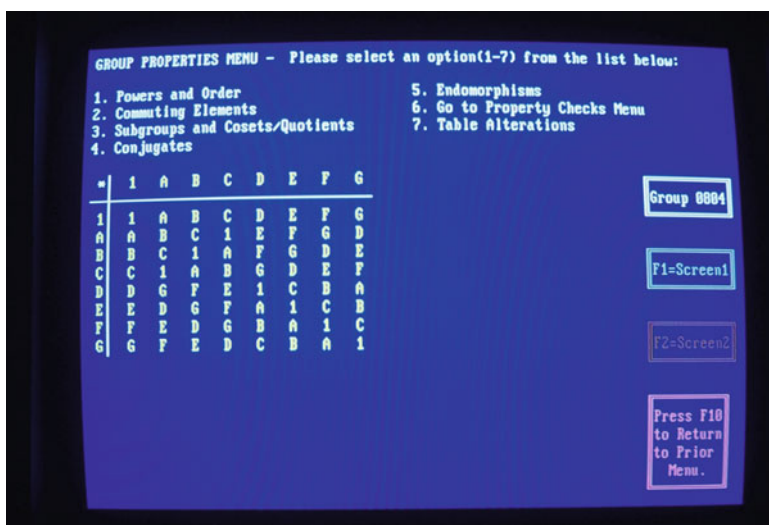 GROUP PROPERTIES MENU - Please select an option(1-7) from the list below:
1. Powers and Order
2. Commuting Elements
3. Subgroups and Cosets/Quotients
4. Conjugates
5. Endomorphisms
6. Go to Property Checks Menu
7. Table Alterations
* 1 A B C D E F G
1 1 A B C D E F G
A A B C 1 E F G D
B B C 1 A F G D E
C C 1 A B G D E F
D D G F E 1 C B A
E E D G F A 1 C B
F F E D G B A 1 C
G G F E D C B A 1
Group 0804
F1=Screen1
F2=Screen2
Press F10
to Return
to Prior
Menu.